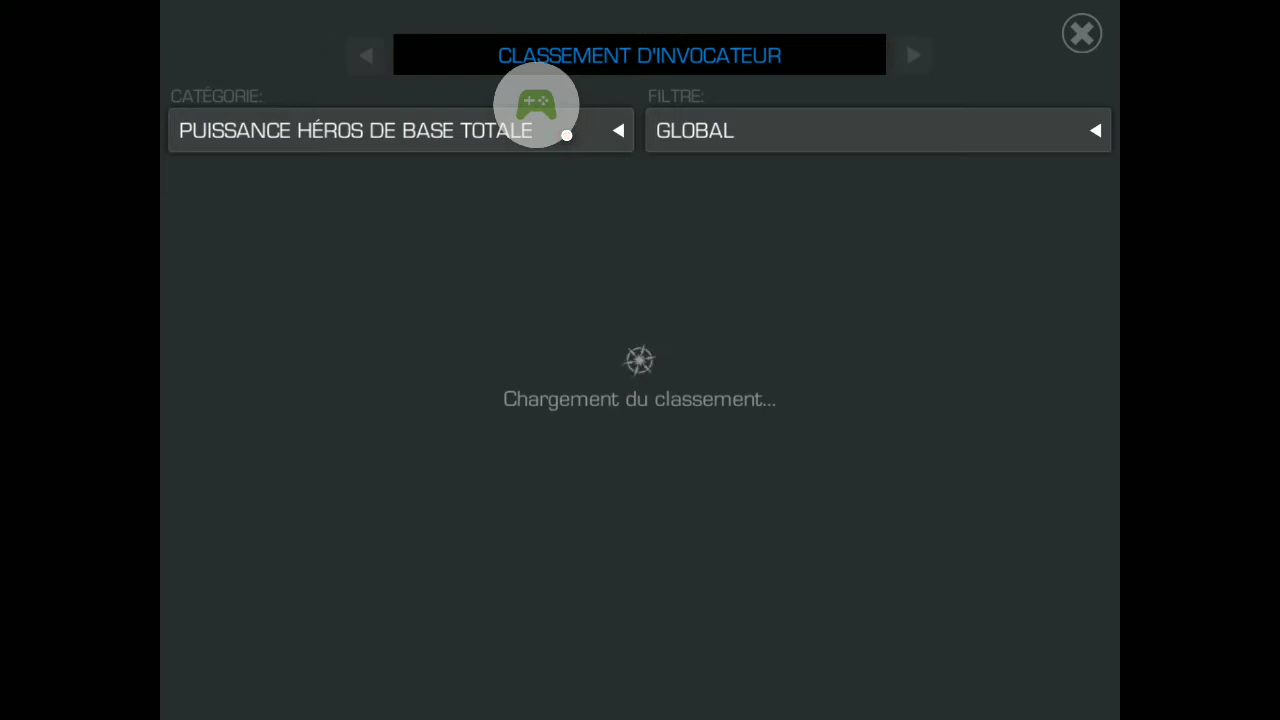 CLASSEMENT D'INVOCATEUR
CATÉGORIE:
FILTRE:
PUISSANCE HÉROS DE BASE TOTALE
GLOBAL
Chargement du classement...